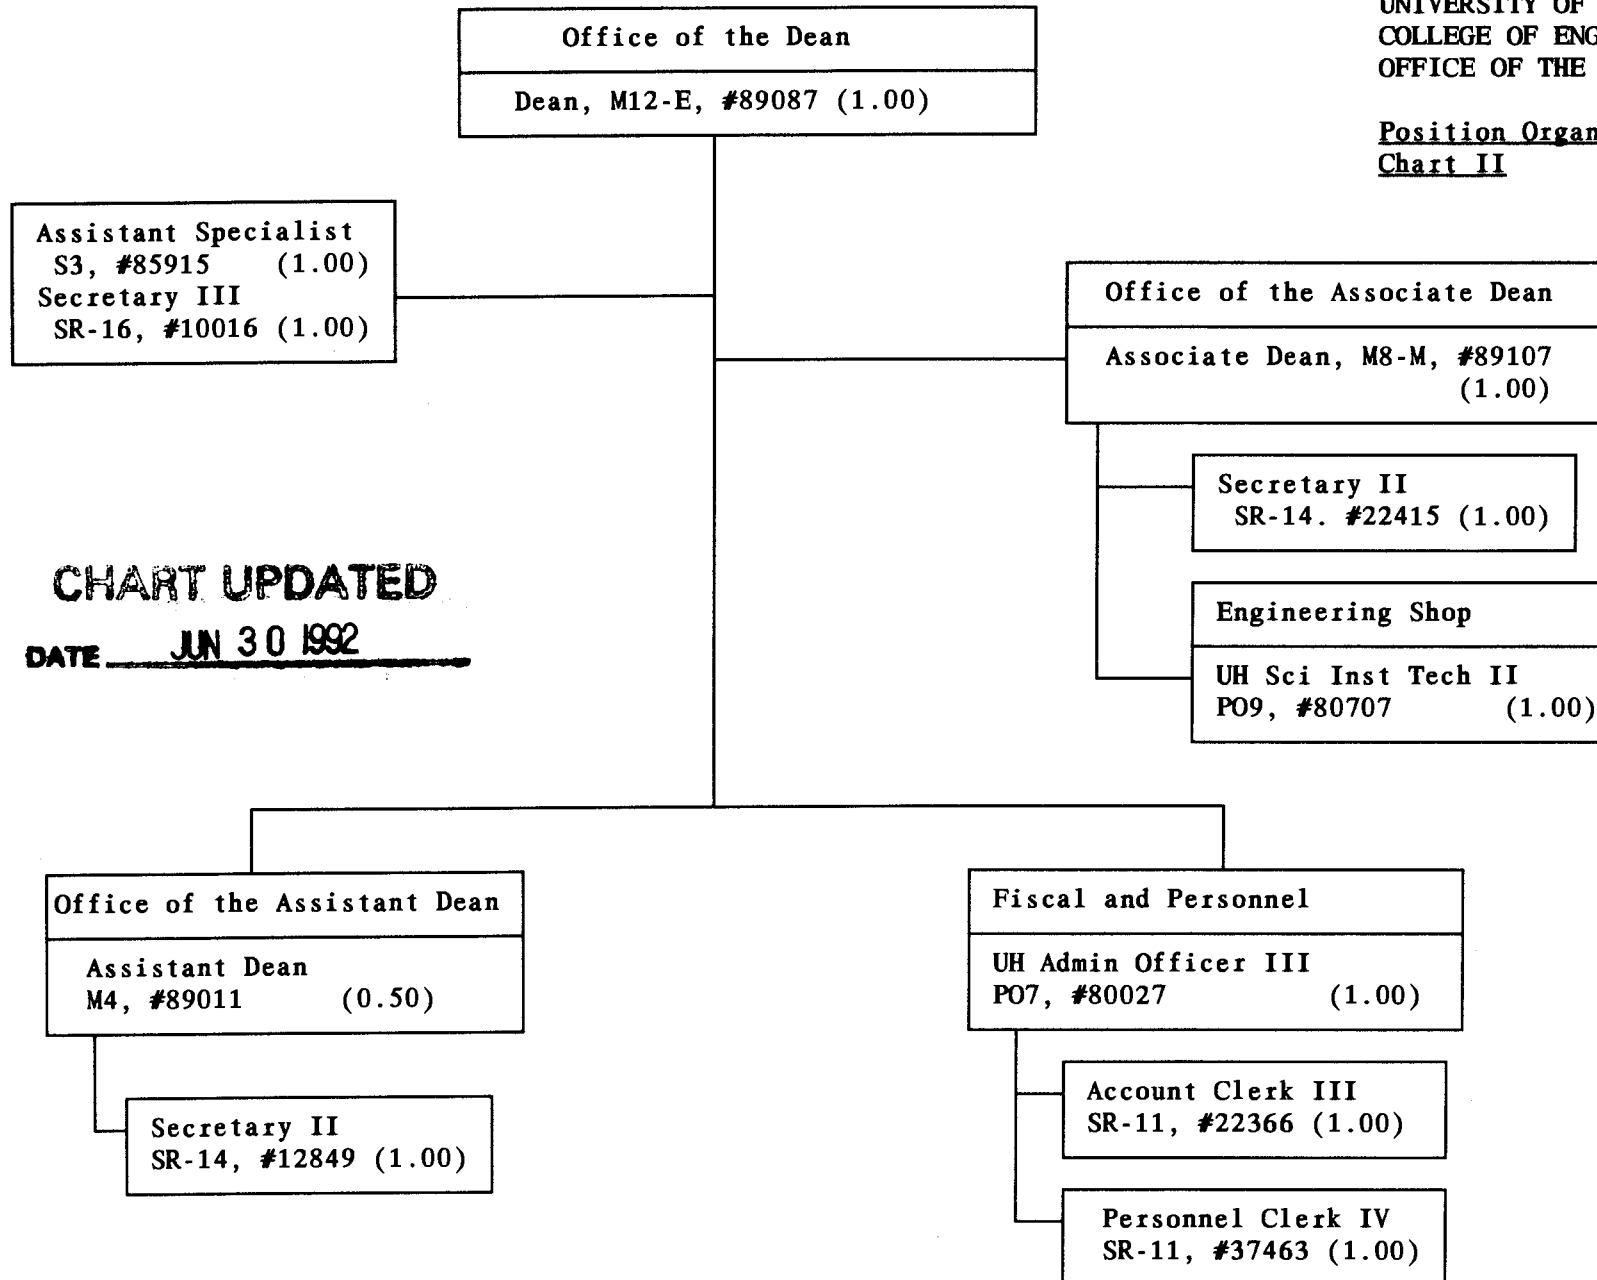 UNIVERSITY OF
COLLEGE OF ENG
OFFICE OF THE
Position Organ
Chart II
Office of the Dean
Dean, M12-E, #89087 (1.00)
Assistant Specialist
S3, #85915 (1.00)
Secretary III
SR-16, #10016 (1.00)
Office of the Associate Dean
Associate Dean, M8-M, #89107
(1.00)
Secretary II
SR-14. #22415 (1.00)
Engineering Shop
UH Sci Inst Tech II
PO9, #80707 (1.00)
CHART UPDATED
DATE JUN 30 1992
Office of the Assistant Dean
Assistant Dean
M4, #89011 (0.50)
Secretary II
SR-14, #12849 (1.00)
Fiscal and Personnel
UH Admin Officer III
PO7, #80027 (1.00)
Account Clerk III
SR-11, #22366 (1.00)
Personnel Clerk IV
SR-11, #37463 (1.00)